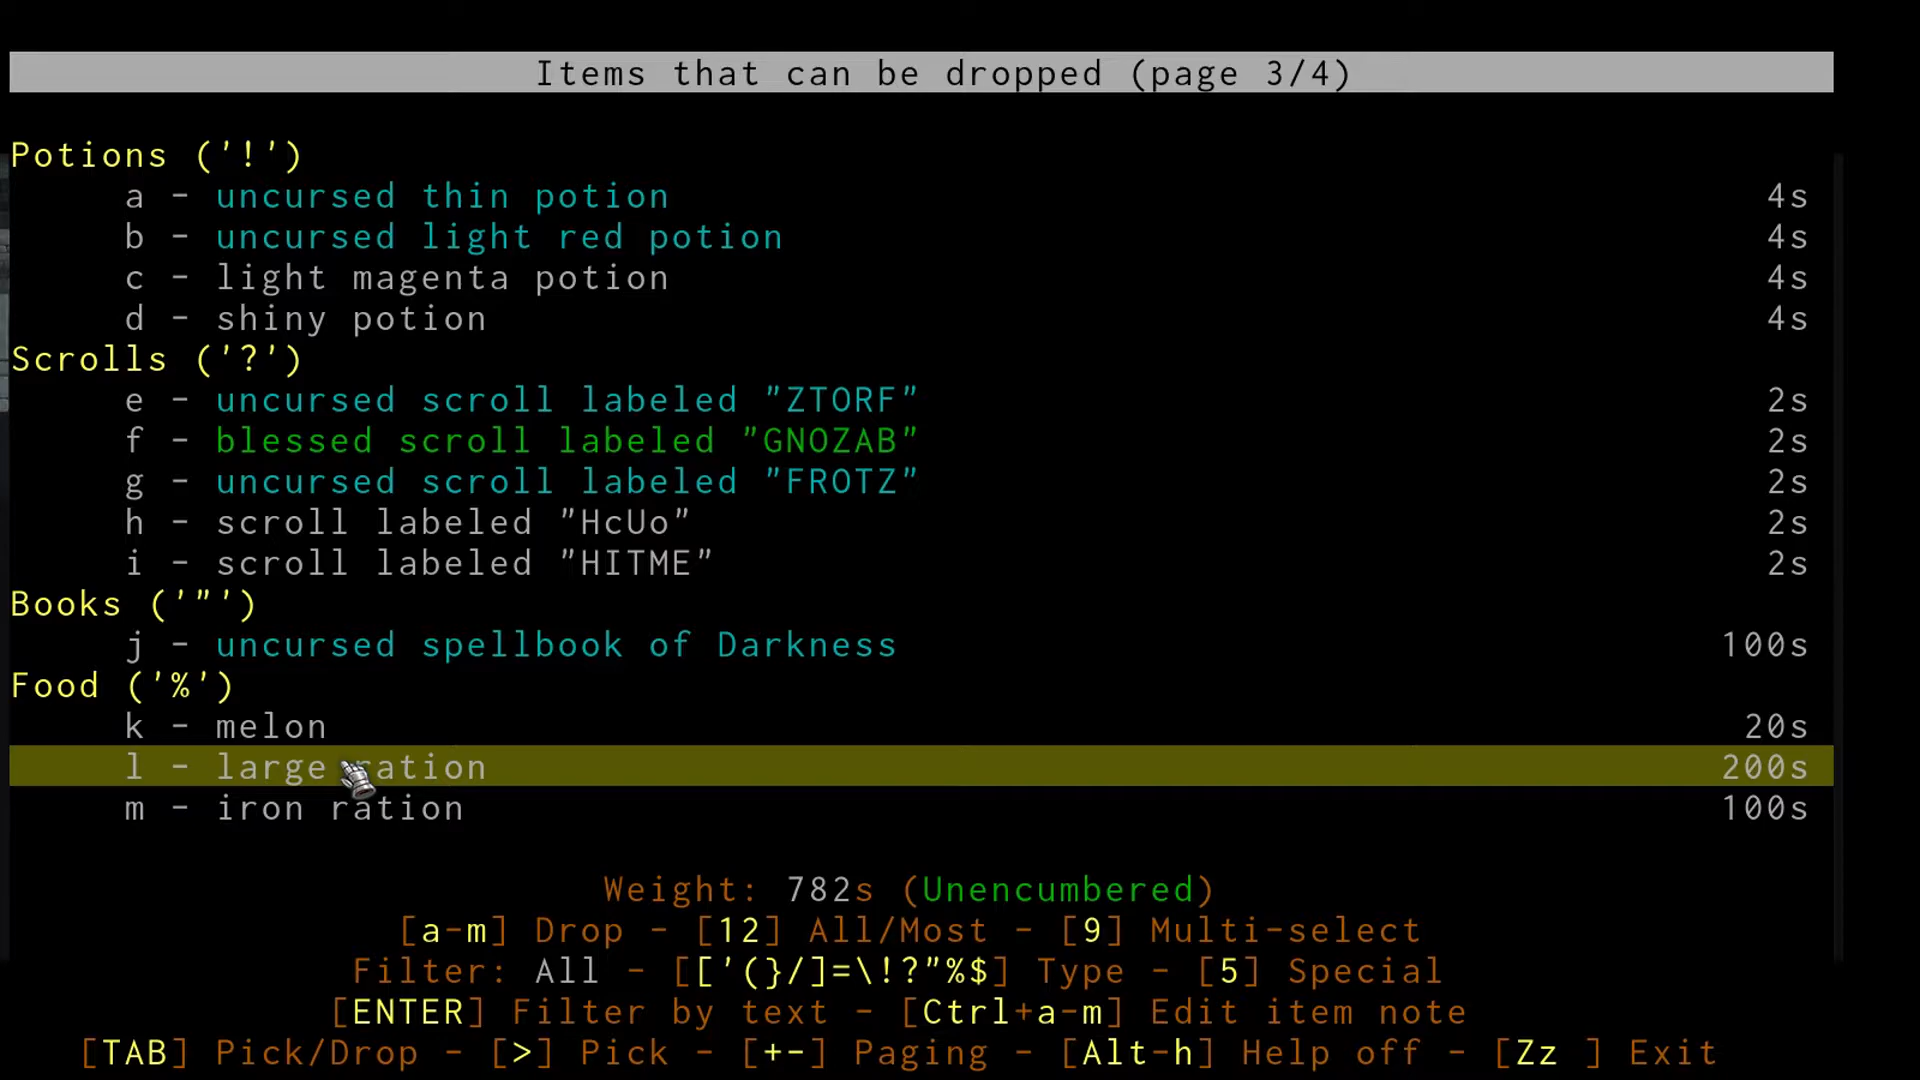 Items that can be dropped (page 3/4)
Potions ('!')
a - uncursed thin potion 4s
b - uncursed light red potion 4s
c - light magenta potion 4s
d - shiny potion 4s
Scrolls ('?')
e - uncursed scroll labeled "ZTORF" 2s
f - blessed scroll labeled "GNOZAB" 2s
g - uncursed scroll labeled "FROTZ" 2s
h - scroll labeled "HcUo" 2s
i - scroll labeled "HITME" 2s
Books ('"')
j - uncursed spellbook of Darkness 100s
Food ('%')
k - melon 20s
l - large ration 200s
m - iron ration 100s
Weight: 782s (Unencumbered)
[a-m] Drop - [12] All/Most - [9] Multi-select
Filter: All - [['(}/]=\!?"%$] Type - [5] Special
[ENTER] Filter by text - [Ctrl+a-m] Edit item note
[TAB] Pick/Drop - [>] Pick - [+-] Paging - [Alt-h] Help off - [Zz ] Exit